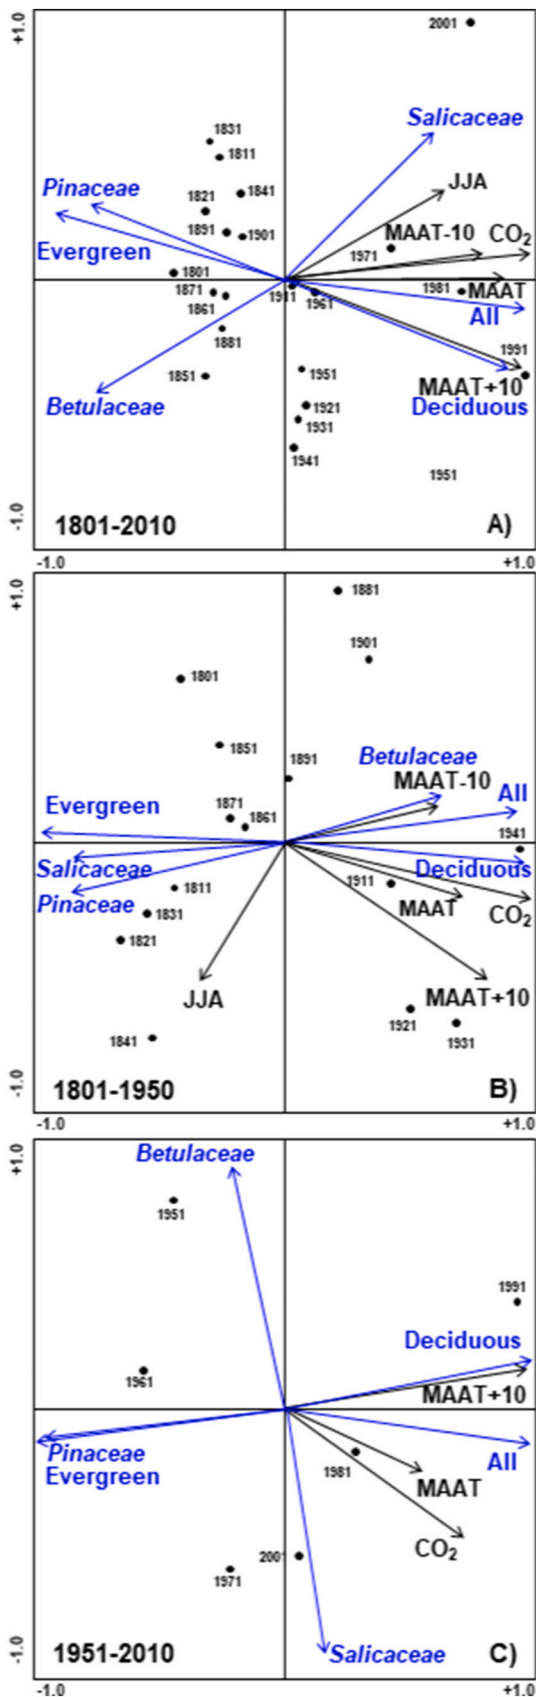 +1.0
2001
Salicaceae
1831
1811
JJA
Pinaceae
1821
1841
MAAT-10
CO₂
1891
1901
Evergreen
1971
1801
1871
1911
1961
1981
MAAT
1861
All
1881
1991
1851
1951
MAAT+10
Betulaceae
1921
Deciduous
1931
1941
1951
-1.0
1801-2010
A)
-1.0
+1.0
+1.0
1881
1901
1801
1851
1891
Betulaceae
MAAT-10
All
Evergreen
1871
1861
1941
Salicaceae
Deciduous
Pinaceae
1811
1911
MAAT
CO₂
1831
1821
JJA
MAAT+10
1841
1921
1931
-1.0
1801-1950
B)
-1.0
+1.0
+1.0
Betulaceae
1951
1991
Deciduous
1961
MAAT+10
Pinaceae
Evergreen
1981
All
MAAT
CO₂
2001
1971
-1.0
1951-2010
Salicaceae
C)
-1.0
+1.0